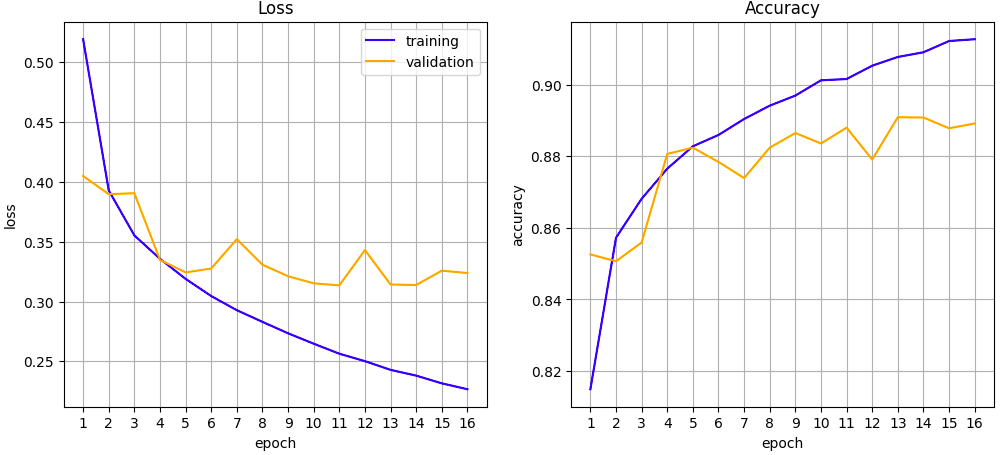 Loss
training
validation
0.50
0.45
0.40
0.35
0.30
0.25
loss
1 2 3 4 5 6 7 8 9 10 11 12 13 14 15 16
epoch
Accuracy
0.90
0.88
0.86
0.84
0.82
accuracy
1 2 3 4 5 6 7 8 9 10 11 12 13 14 15 16
epoch